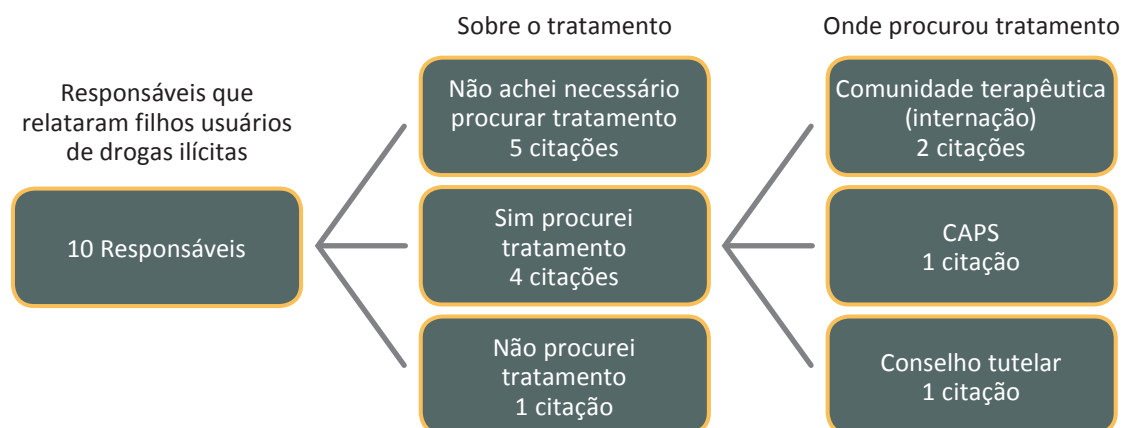 Responsáveis que
relataram filhos usuários
de drogas ilícitas
10 Responsáveis
Sobre o tratamento
Não achei necessário
procurar tratamento
5 citações
Sim procurei
tratamento
4 citações
Não procurei
tratamento
1 citação
Onde procurou tratamento
Comunidade terapêutica
(internação)
2 citações
CAPS
1 citação
Conselho tutelar
1 citação